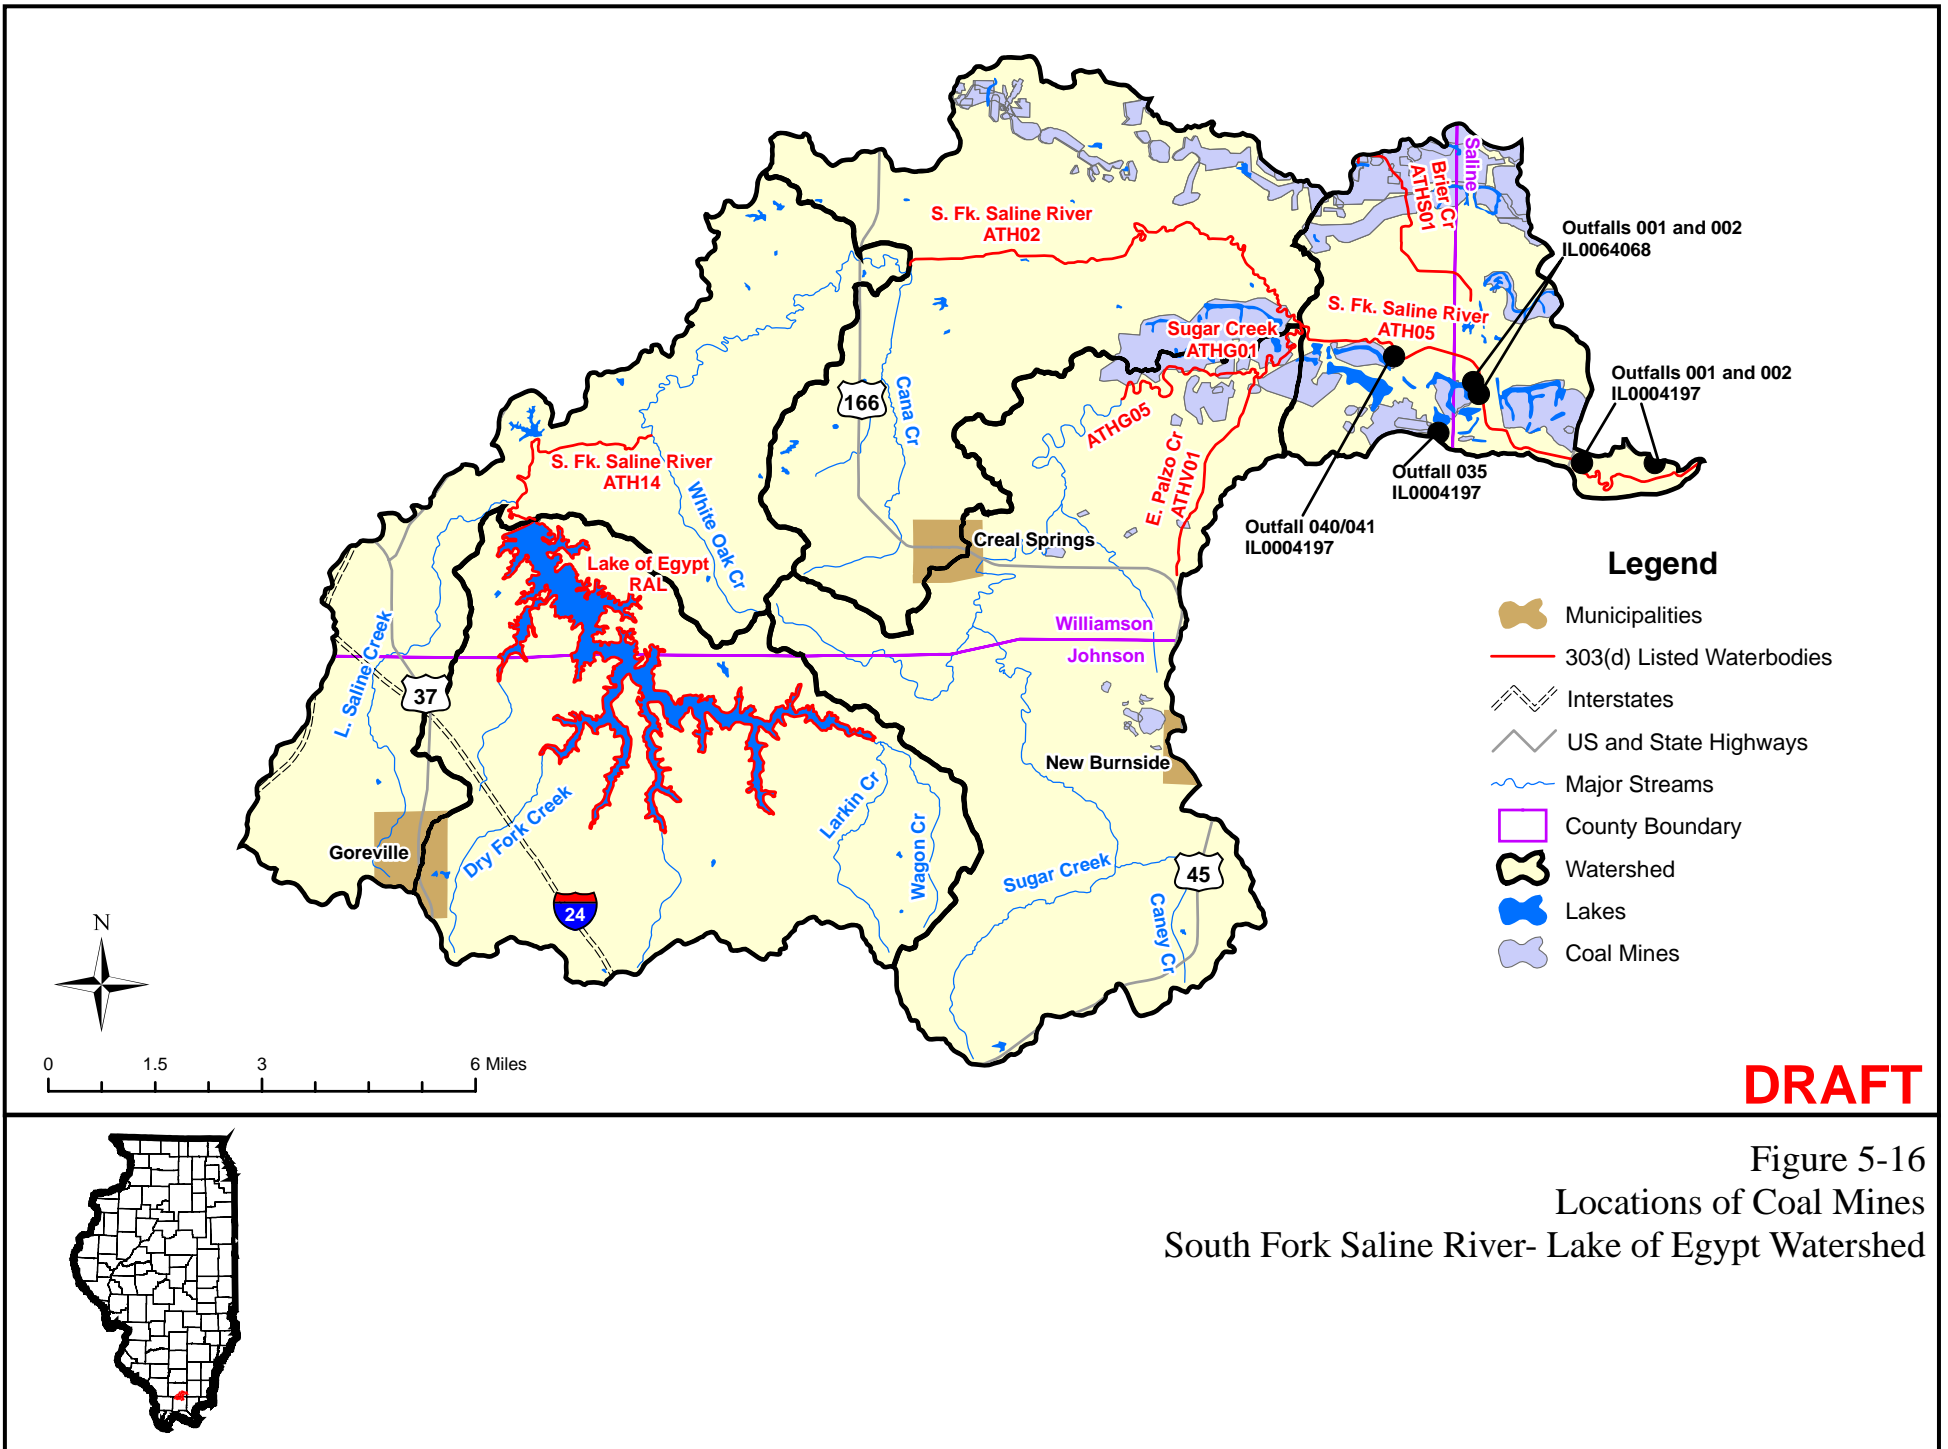 S. Fk. Saline River
ATH02
Brier Cr
ATHS01
Saline
Outfalls 001 and 002
IL0064068
S. Fk. Saline River
ATH05
Sugar Creek
ATHG01
Outfalls 001 and 002
IL0004197
166
Cana Cr
ATHG05
E. Palzo Cr
ATHV01
S. Fk. Saline River
ATH14
White Oak Cr
Outfall 035
IL0004197
Outfall 040/041
IL0004197
Creal Springs
Lake of Egypt
RAL
L. Saline Creek
Williamson
Johnson
37
New Burnside
Larkin Cr
Wagon Cr
Dry Fork Creek
Goreville
Sugar Creek
45
Caney Cr
24
Legend
Municipalities
303(d) Listed Waterbodies
Interstates
US and State Highways
Major Streams
County Boundary
Watershed
Lakes
Coal Mines
N
0 1.5 3 6 Miles
DRAFT
Figure 5-16
Locations of Coal Mines
South Fork Saline River- Lake of Egypt Watershed